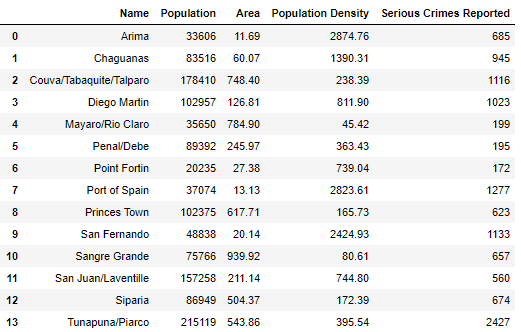 Name Population Area Population Density Serious Crimes Reported
0 Arima 33606 11.69 2874.76 685
1 Chaguanas 83516 60.07 1390.31 945
2 Couva/Tabaquite/Talparo 178410 748.40 238.39 1116
3 Diego Martin 102957 126.81 811.90 1023
4 Mayaro/Rio Claro 35650 784.90 45.42 199
5 Penal/Debe 89392 245.97 363.43 195
6 Point Fortin 20235 27.38 739.04 172
7 Port of Spain 37074 13.13 2823.61 1277
8 Princes Town 102375 617.71 165.73 623
9 San Fernando 48838 20.14 2424.93 1133
10 Sangre Grande 75766 939.92 80.61 657
11 San Juan/Laventille 157258 211.14 744.80 560
12 Siparia 86949 504.37 172.39 674
13 Tunapuna/Piarco 215119 543.86 395.54 2427